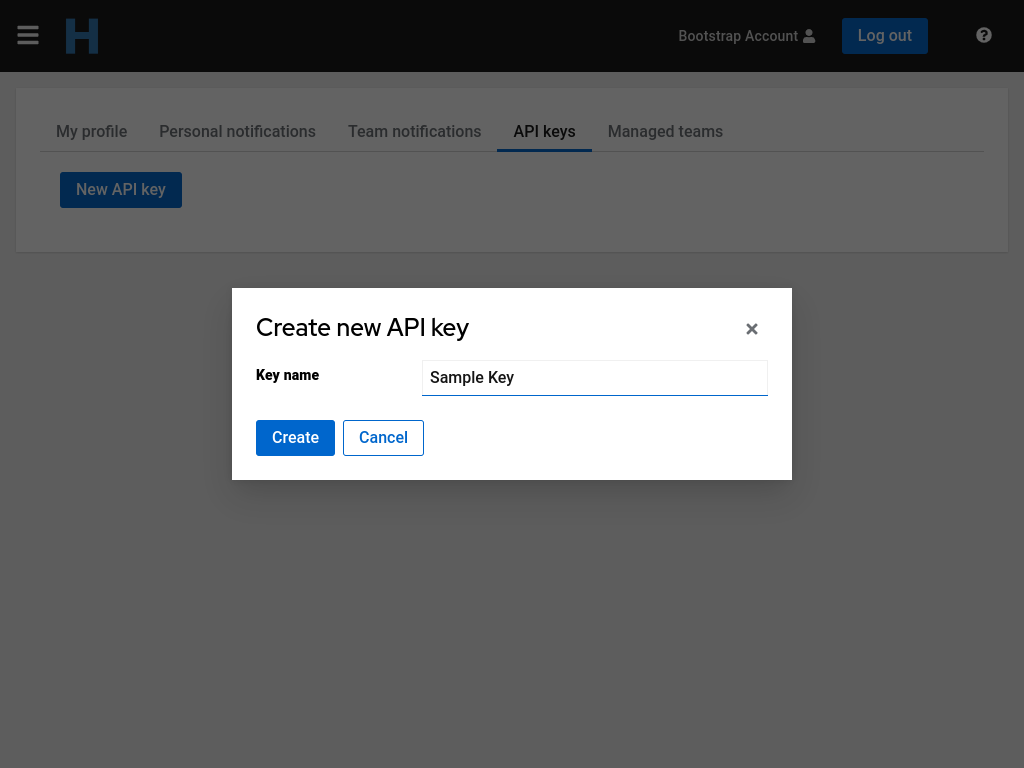 H
Bootstrap Account
Log out
My profile
Personal notifications
Team notifications
API keys
Managed teams
New API key
Create new API key
Key name
Sample Key
Create
Cancel